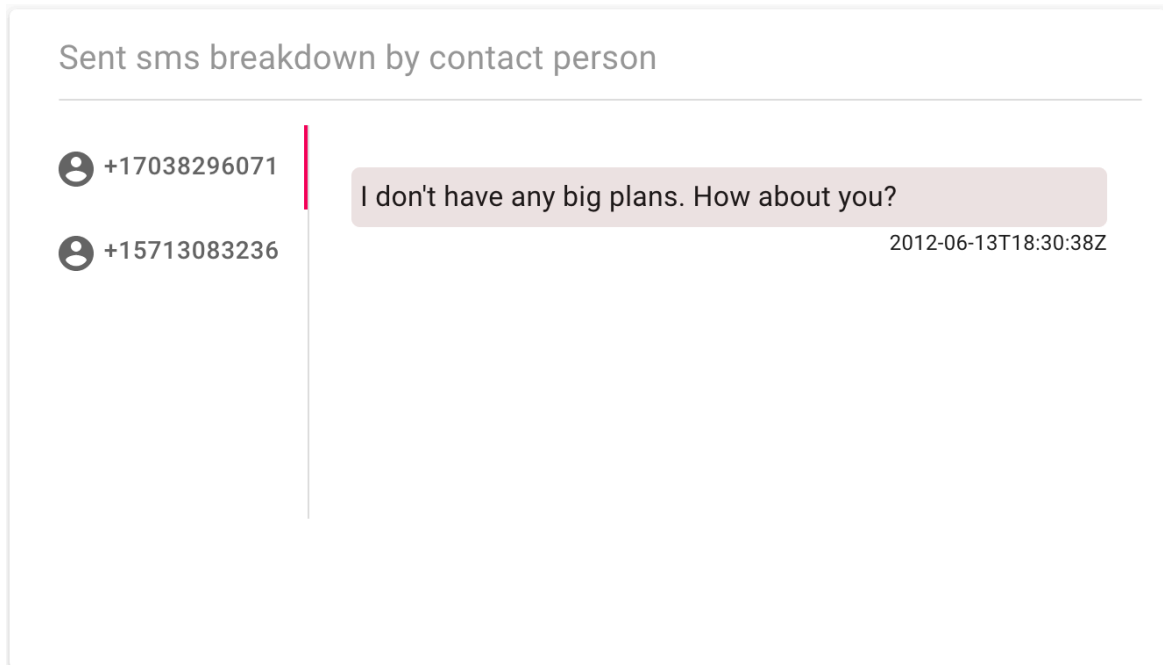 Sent sms breakdown by contact person
+17038296071
+15713083236
I don't have any big plans. How about you?
2012-06-13T18:30:38Z